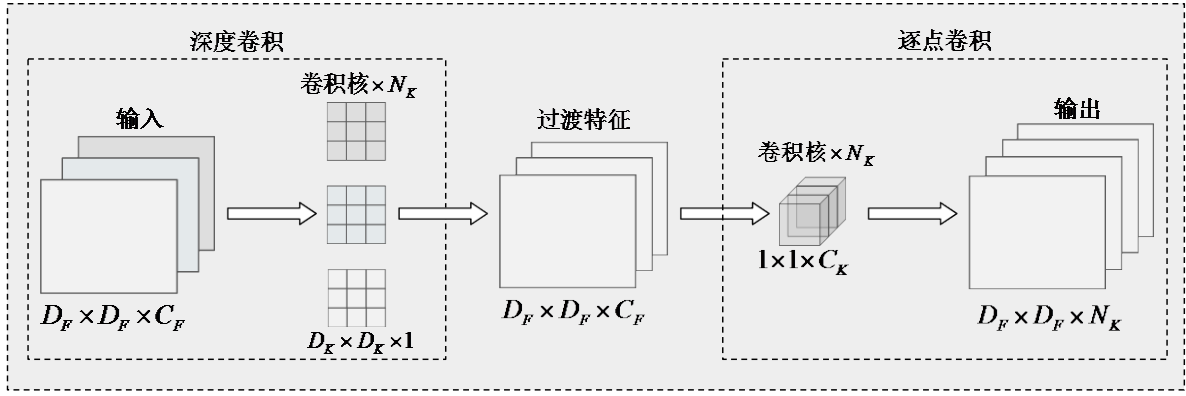 深度卷积
输入
D_F×D_F×C_F
卷积核×N_K
D_K×D_K×1
过渡特征
D_F×D_F×C_F
逐点卷积
卷积核×N_K
1×1×C_K
输出
D_F×D_F×N_K